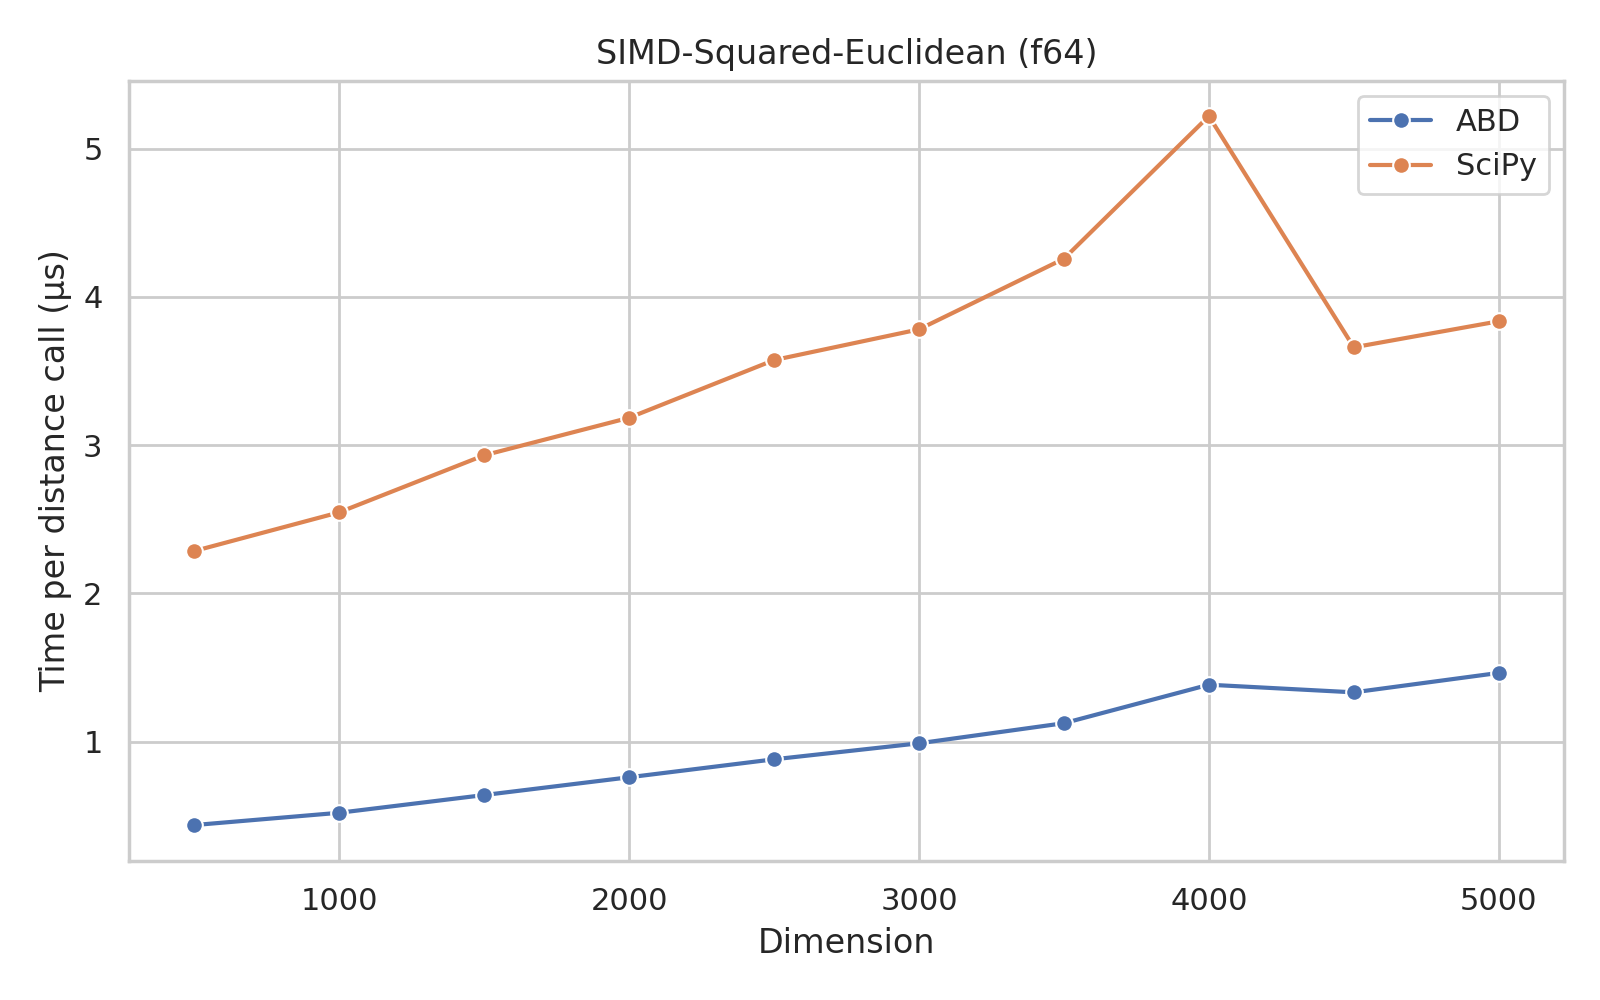 SIMD-Squared-Euclidean (f64)
ABD
SciPy
Time per distance call (µs)
5
4
3
2
1
1000 2000 3000 4000 5000
Dimension